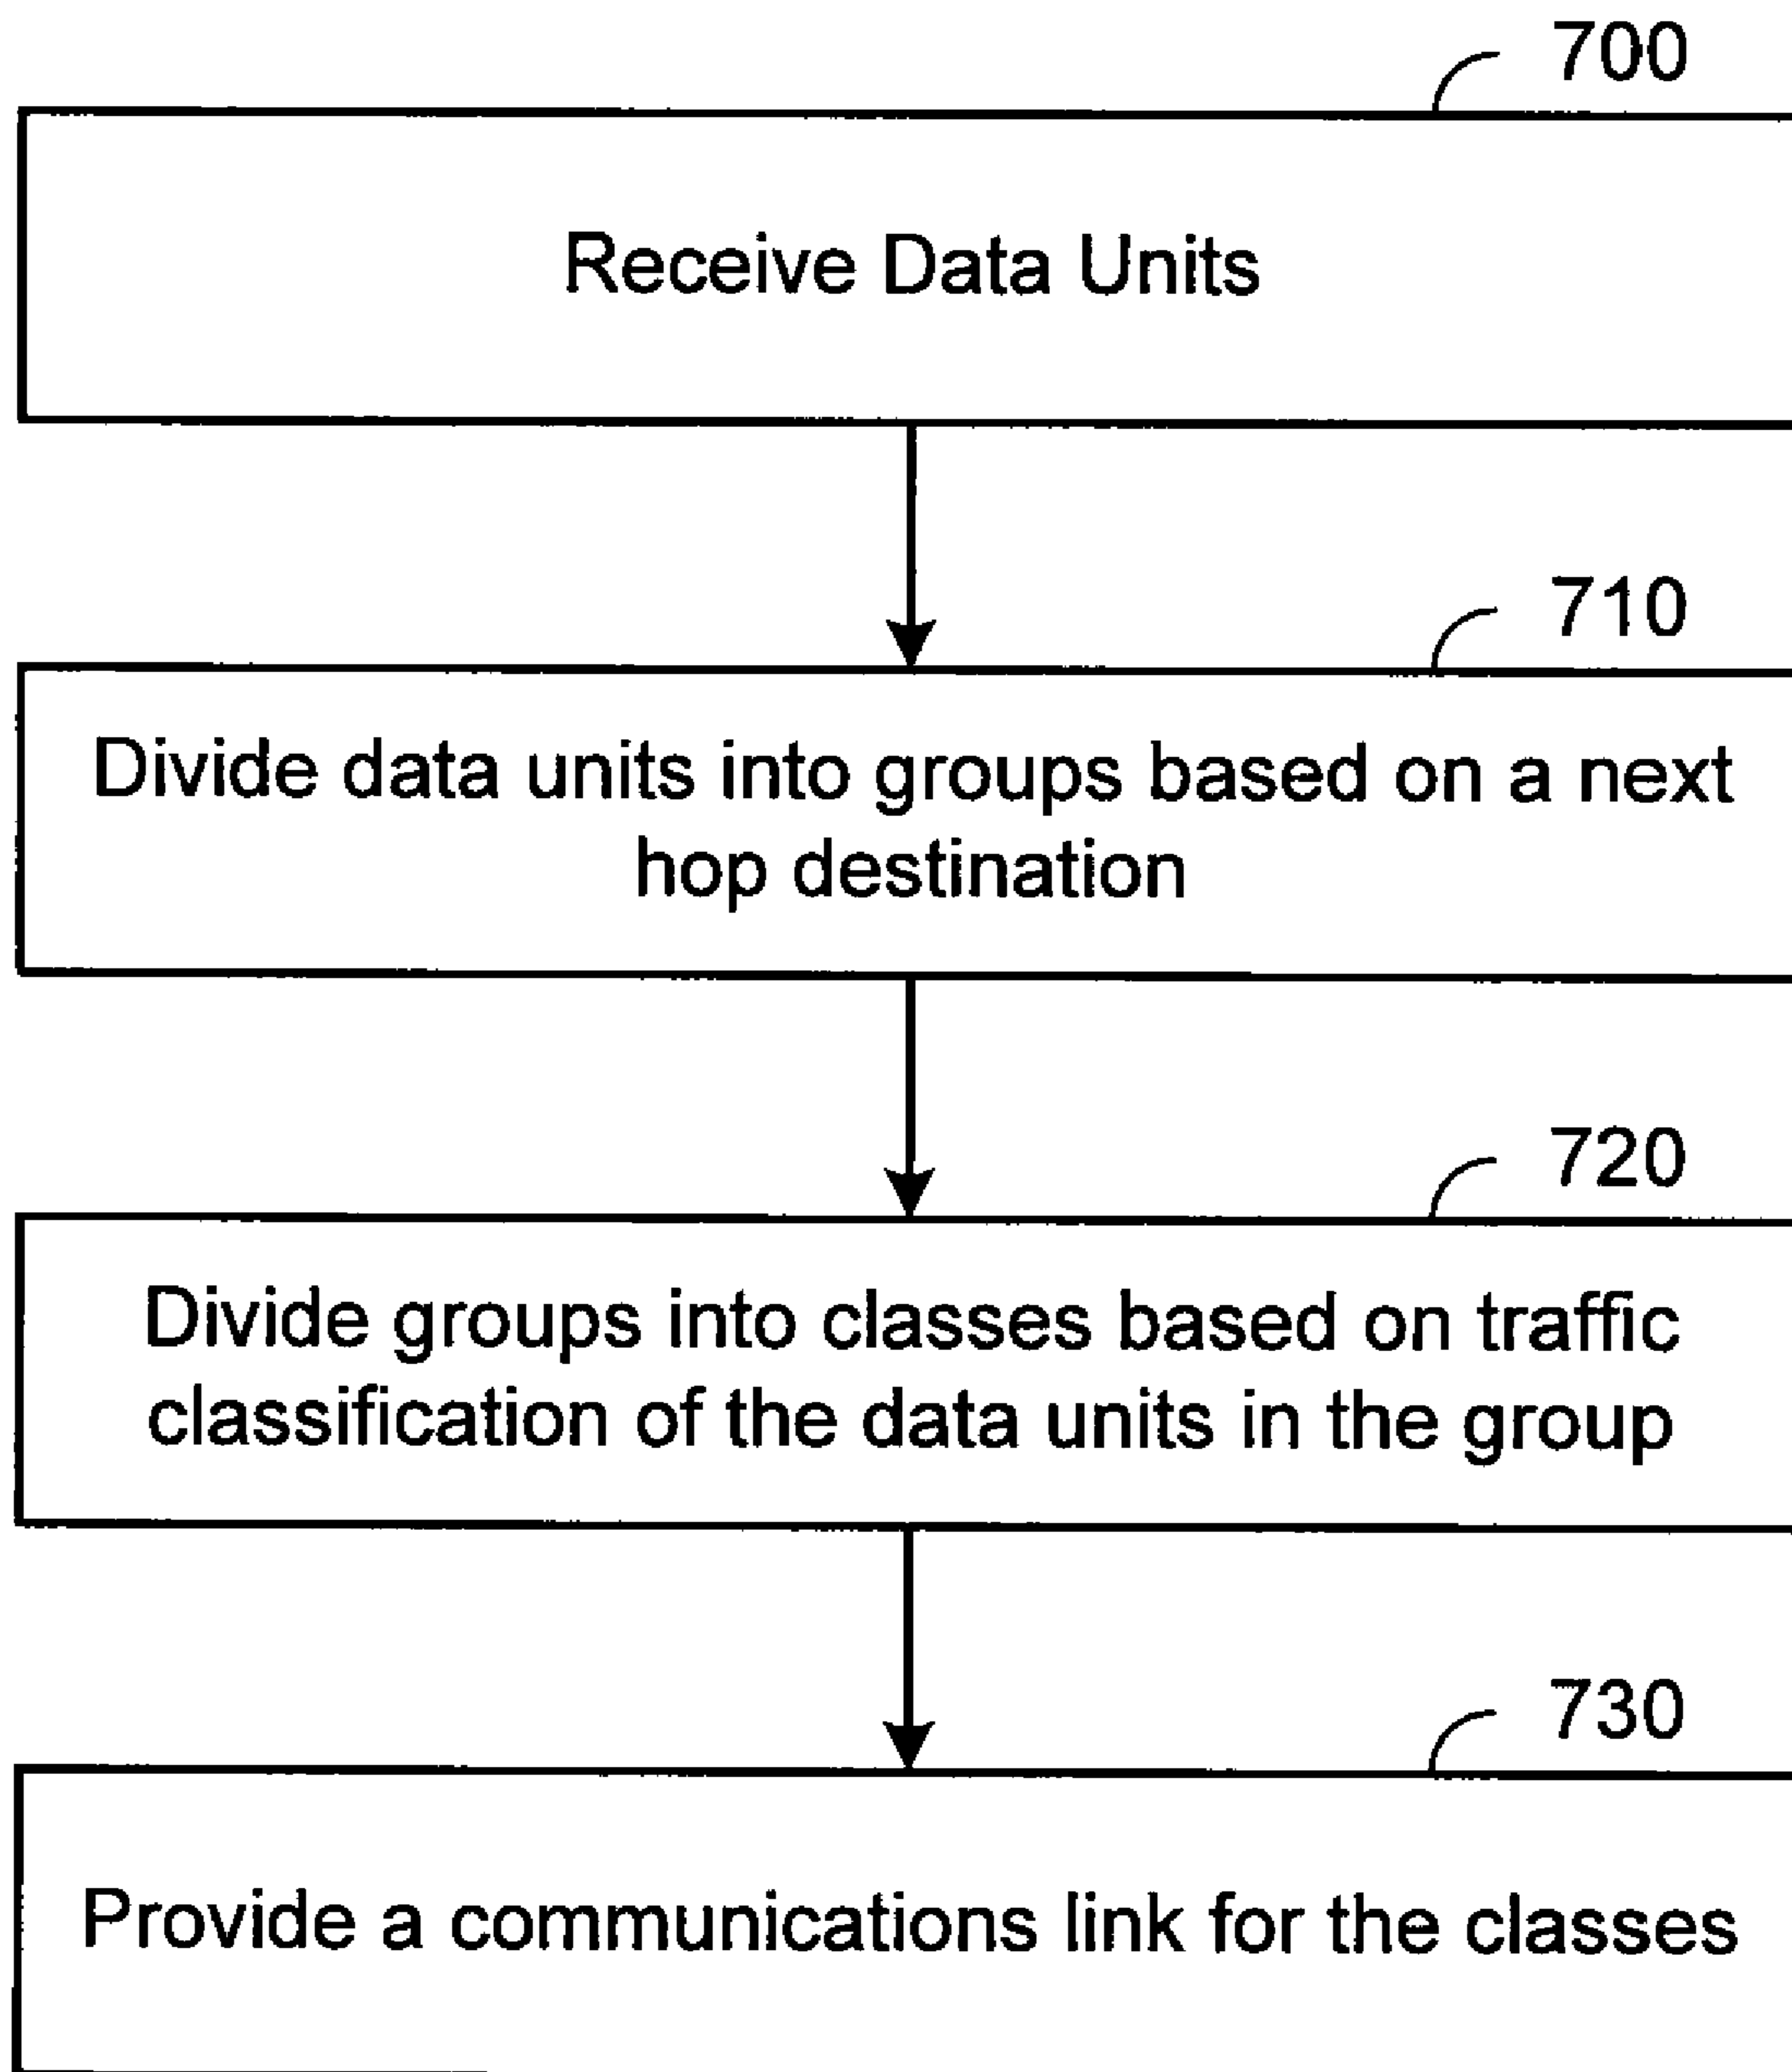 700
Receive Data Units
710
Divide data units into groups based on a next
hop destination
720
Divide groups into classes based on traffic
classification of the data units in the group
730
Provide a communications link for the classes